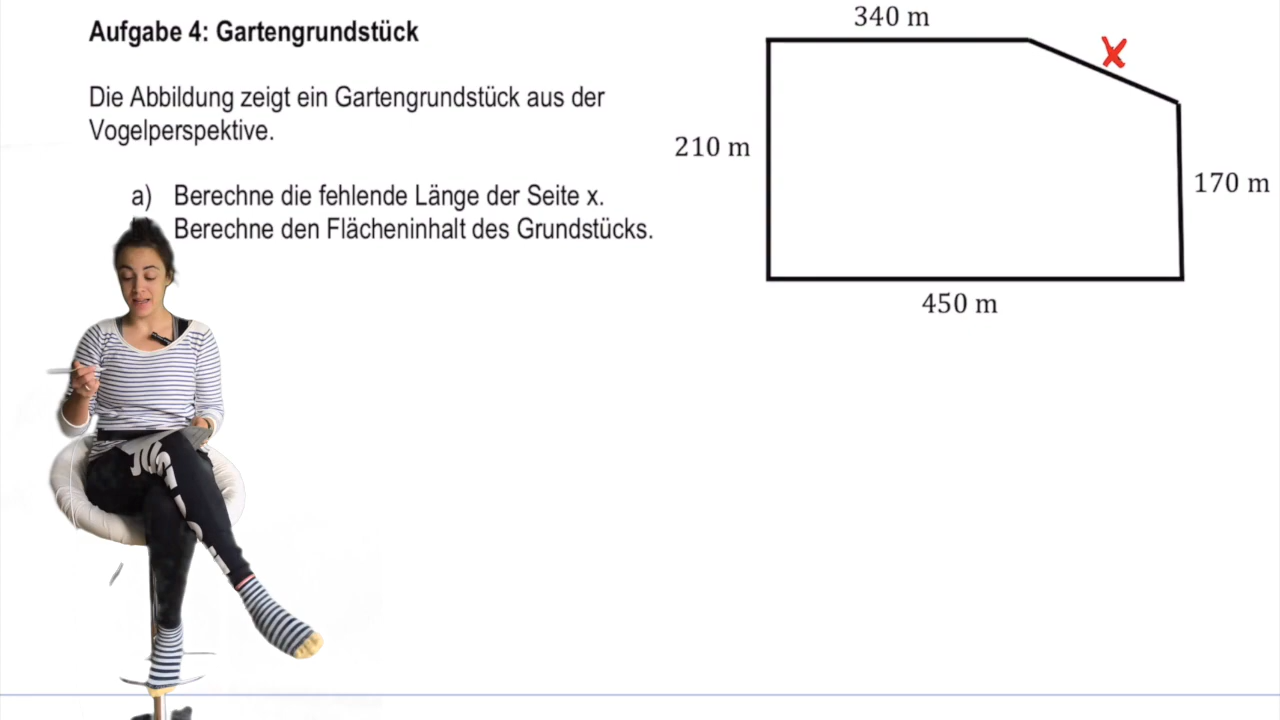 Aufgabe 4: Gartengrundstück
Die Abbildung zeigt ein Gartengrundstück aus der
Vogelperspektive.
a) Berechne die fehlende Länge der Seite x.
Berechne den Flächeninhalt des Grundstücks.
340 m
x
210 m
170 m
450 m